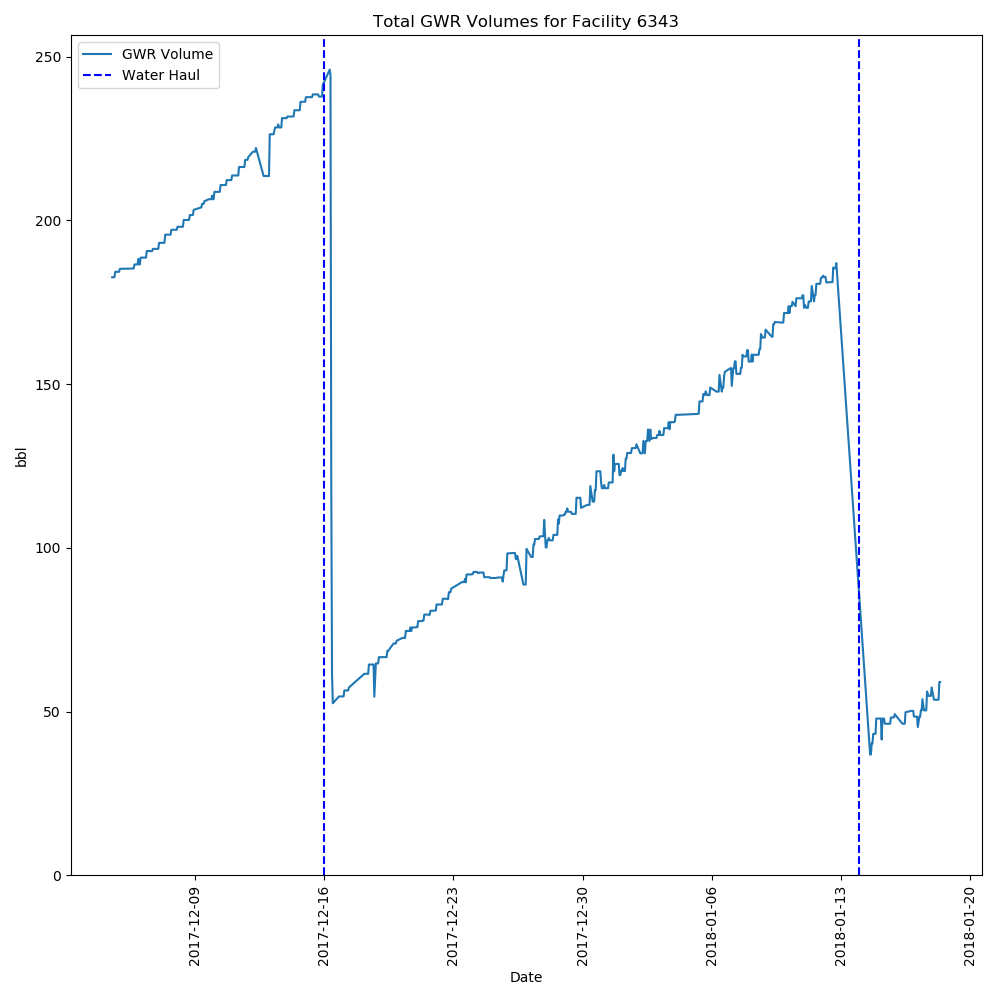 Total GWR Volumes for Facility 6343
GWR Volume
Water Haul
250
200
150
100
50
0
bbl
2017-12-09
2017-12-16
2017-12-23
2017-12-30
2018-01-06
2018-01-13
2018-01-20
Date